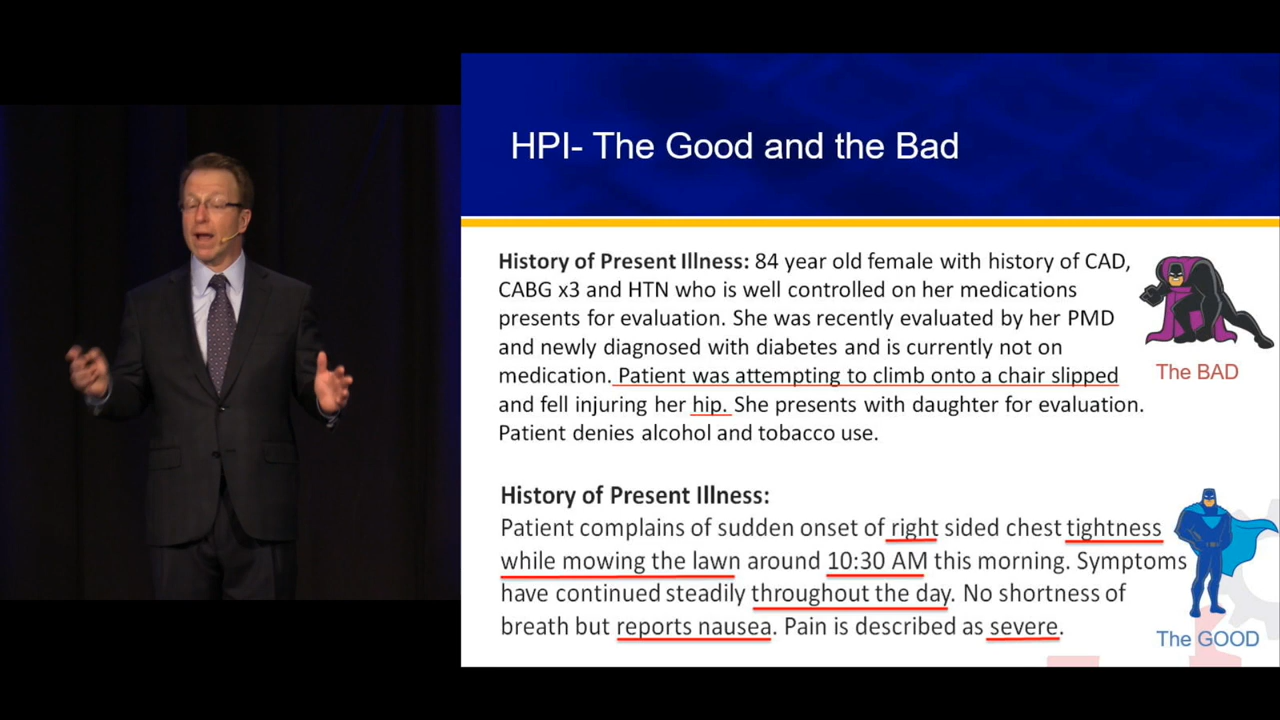 HPI- The Good and the Bad
History of Present Illness: 84 year old female with history of CAD,
CABG x3 and HTN who is well controlled on her medications
presents for evaluation. She was recently evaluated by her PMD
and newly diagnosed with diabetes and is currently not on
medication. Patient was attempting to climb onto a chair slipped
and fell injuring her hip. She presents with daughter for evaluation.
Patient denies alcohol and tobacco use.
The BAD
History of Present Illness:
Patient complains of sudden onset of right sided chest tightness
while mowing the lawn around 10:30 AM this morning. Symptoms
have continued steadily throughout the day. No shortness of
breath but reports nausea. Pain is described as severe.
The GOOD